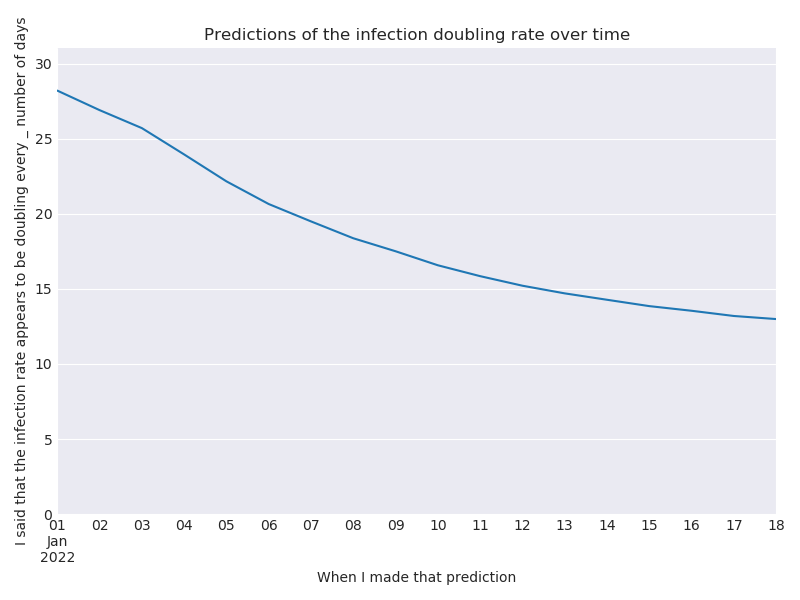 Predictions of the infection doubling rate over time
I said that the infection rate appears to be doubling every _ number of days
30
25
20
15
10
5
0
01 02 03 04 05 06 07 08 09 10 11 12 13 14 15 16 17 18
Jan
2022
When I made that prediction